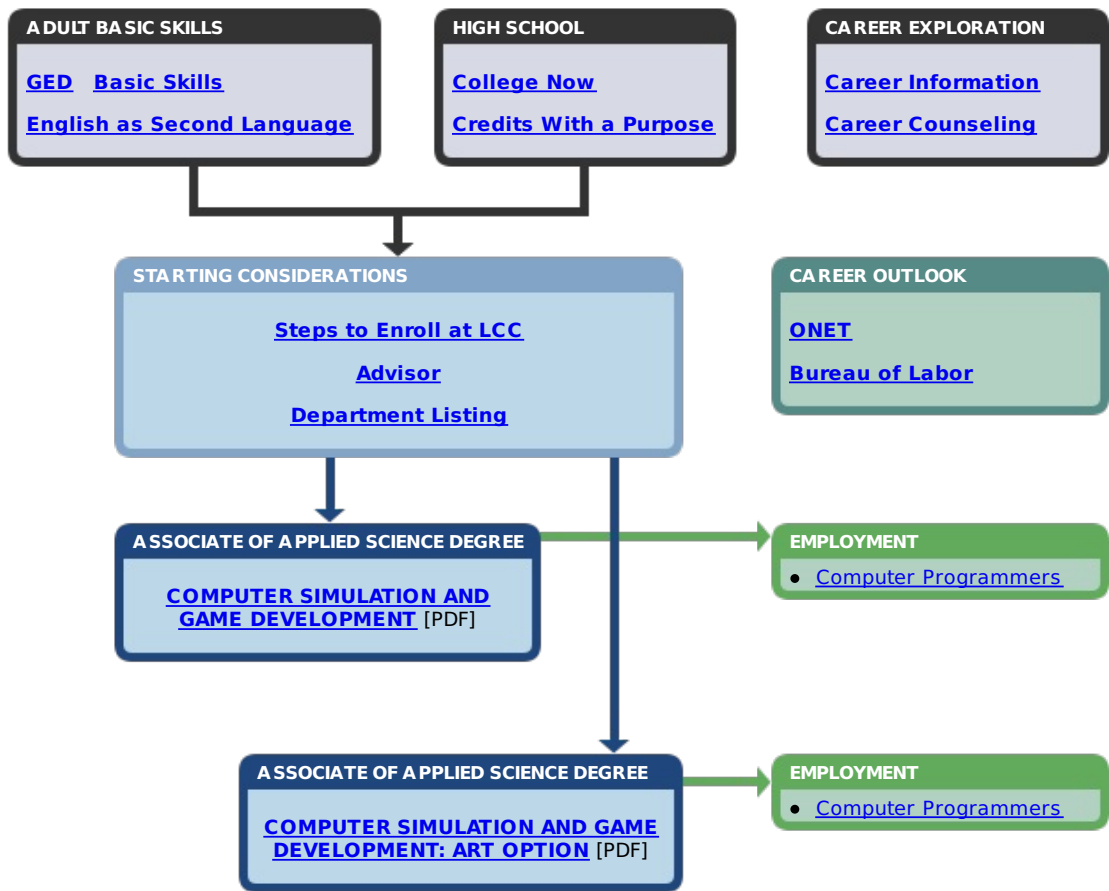 ADULT BASIC SKILLS
GED Basic Skills
English as Second Language
HIGH SCHOOL
College Now
Credits With a Purpose
CAREER EXPLORATION
Career Information
Career Counseling
STARTING CONSIDERATIONS
Steps to Enroll at LCC
Advisor
Department Listing
CAREER OUTLOOK
ONET
Bureau of Labor
ASSOCIATE OF APPLIED SCIENCE DEGREE
COMPUTER SIMULATION AND
GAME DEVELOPMENT [PDF]
EMPLOYMENT
● Computer Programmers
ASSOCIATE OF APPLIED SCIENCE DEGREE
COMPUTER SIMULATION AND GAME
DEVELOPMENT: ART OPTION [PDF]
EMPLOYMENT
● Computer Programmers